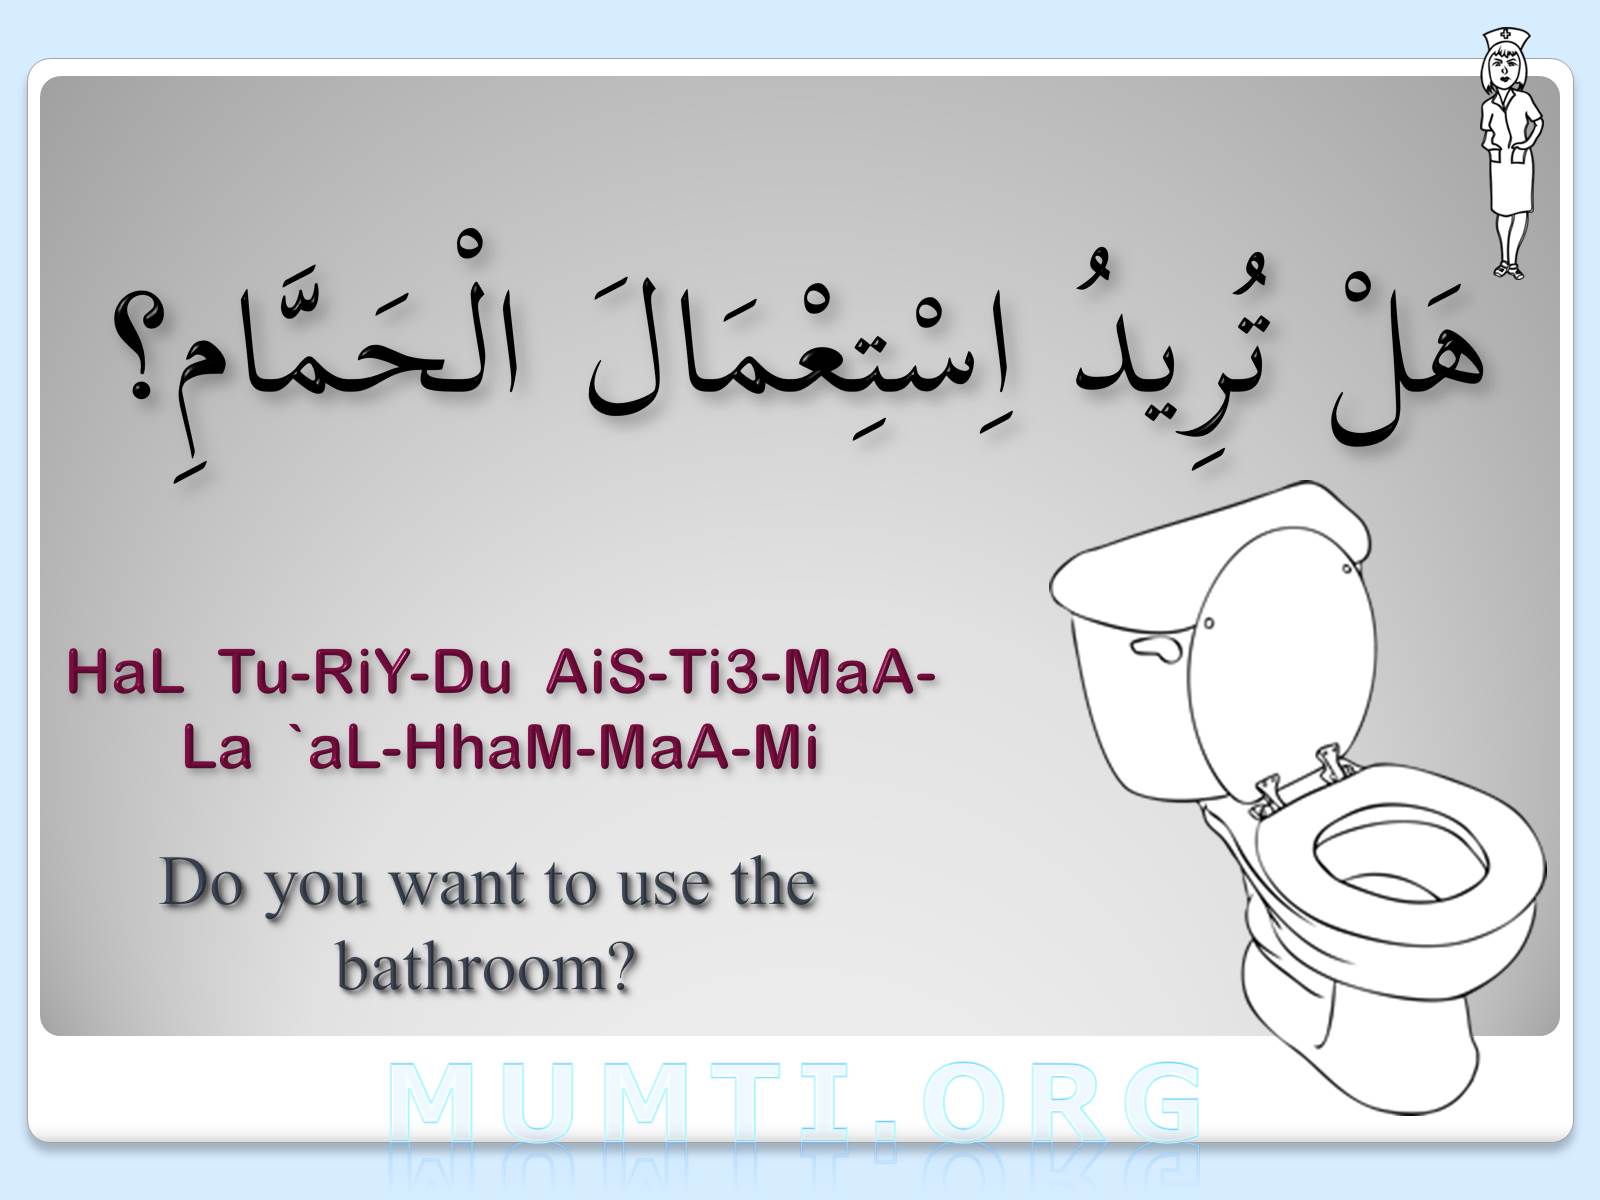 هَلْ تُرِيدُ اِسْتِعْمَالَ الْحَمَّامِ؟
HaL Tu-RiY-Du AiS-Ti3-MaA-
La `aL-HhaM-MaA-Mi
Do you want to use the
bathroom?
MUMTI.ORG